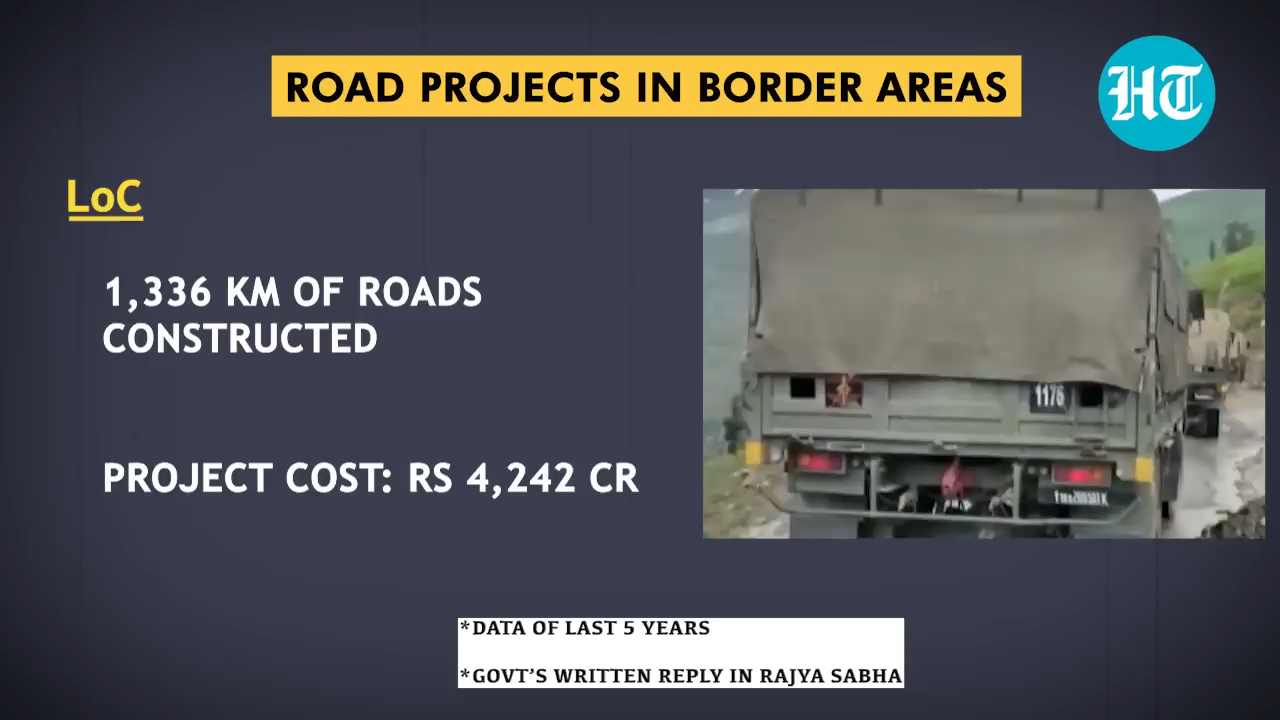 ROAD PROJECTS IN BORDER AREAS
HT
LoC
1,336 KM OF ROADS
CONSTRUCTED
PROJECT COST: RS 4,242 CR
1176
*DATA OF LAST 5 YEARS
*GOVT'S WRITTEN REPLY IN RAJYA SABHA